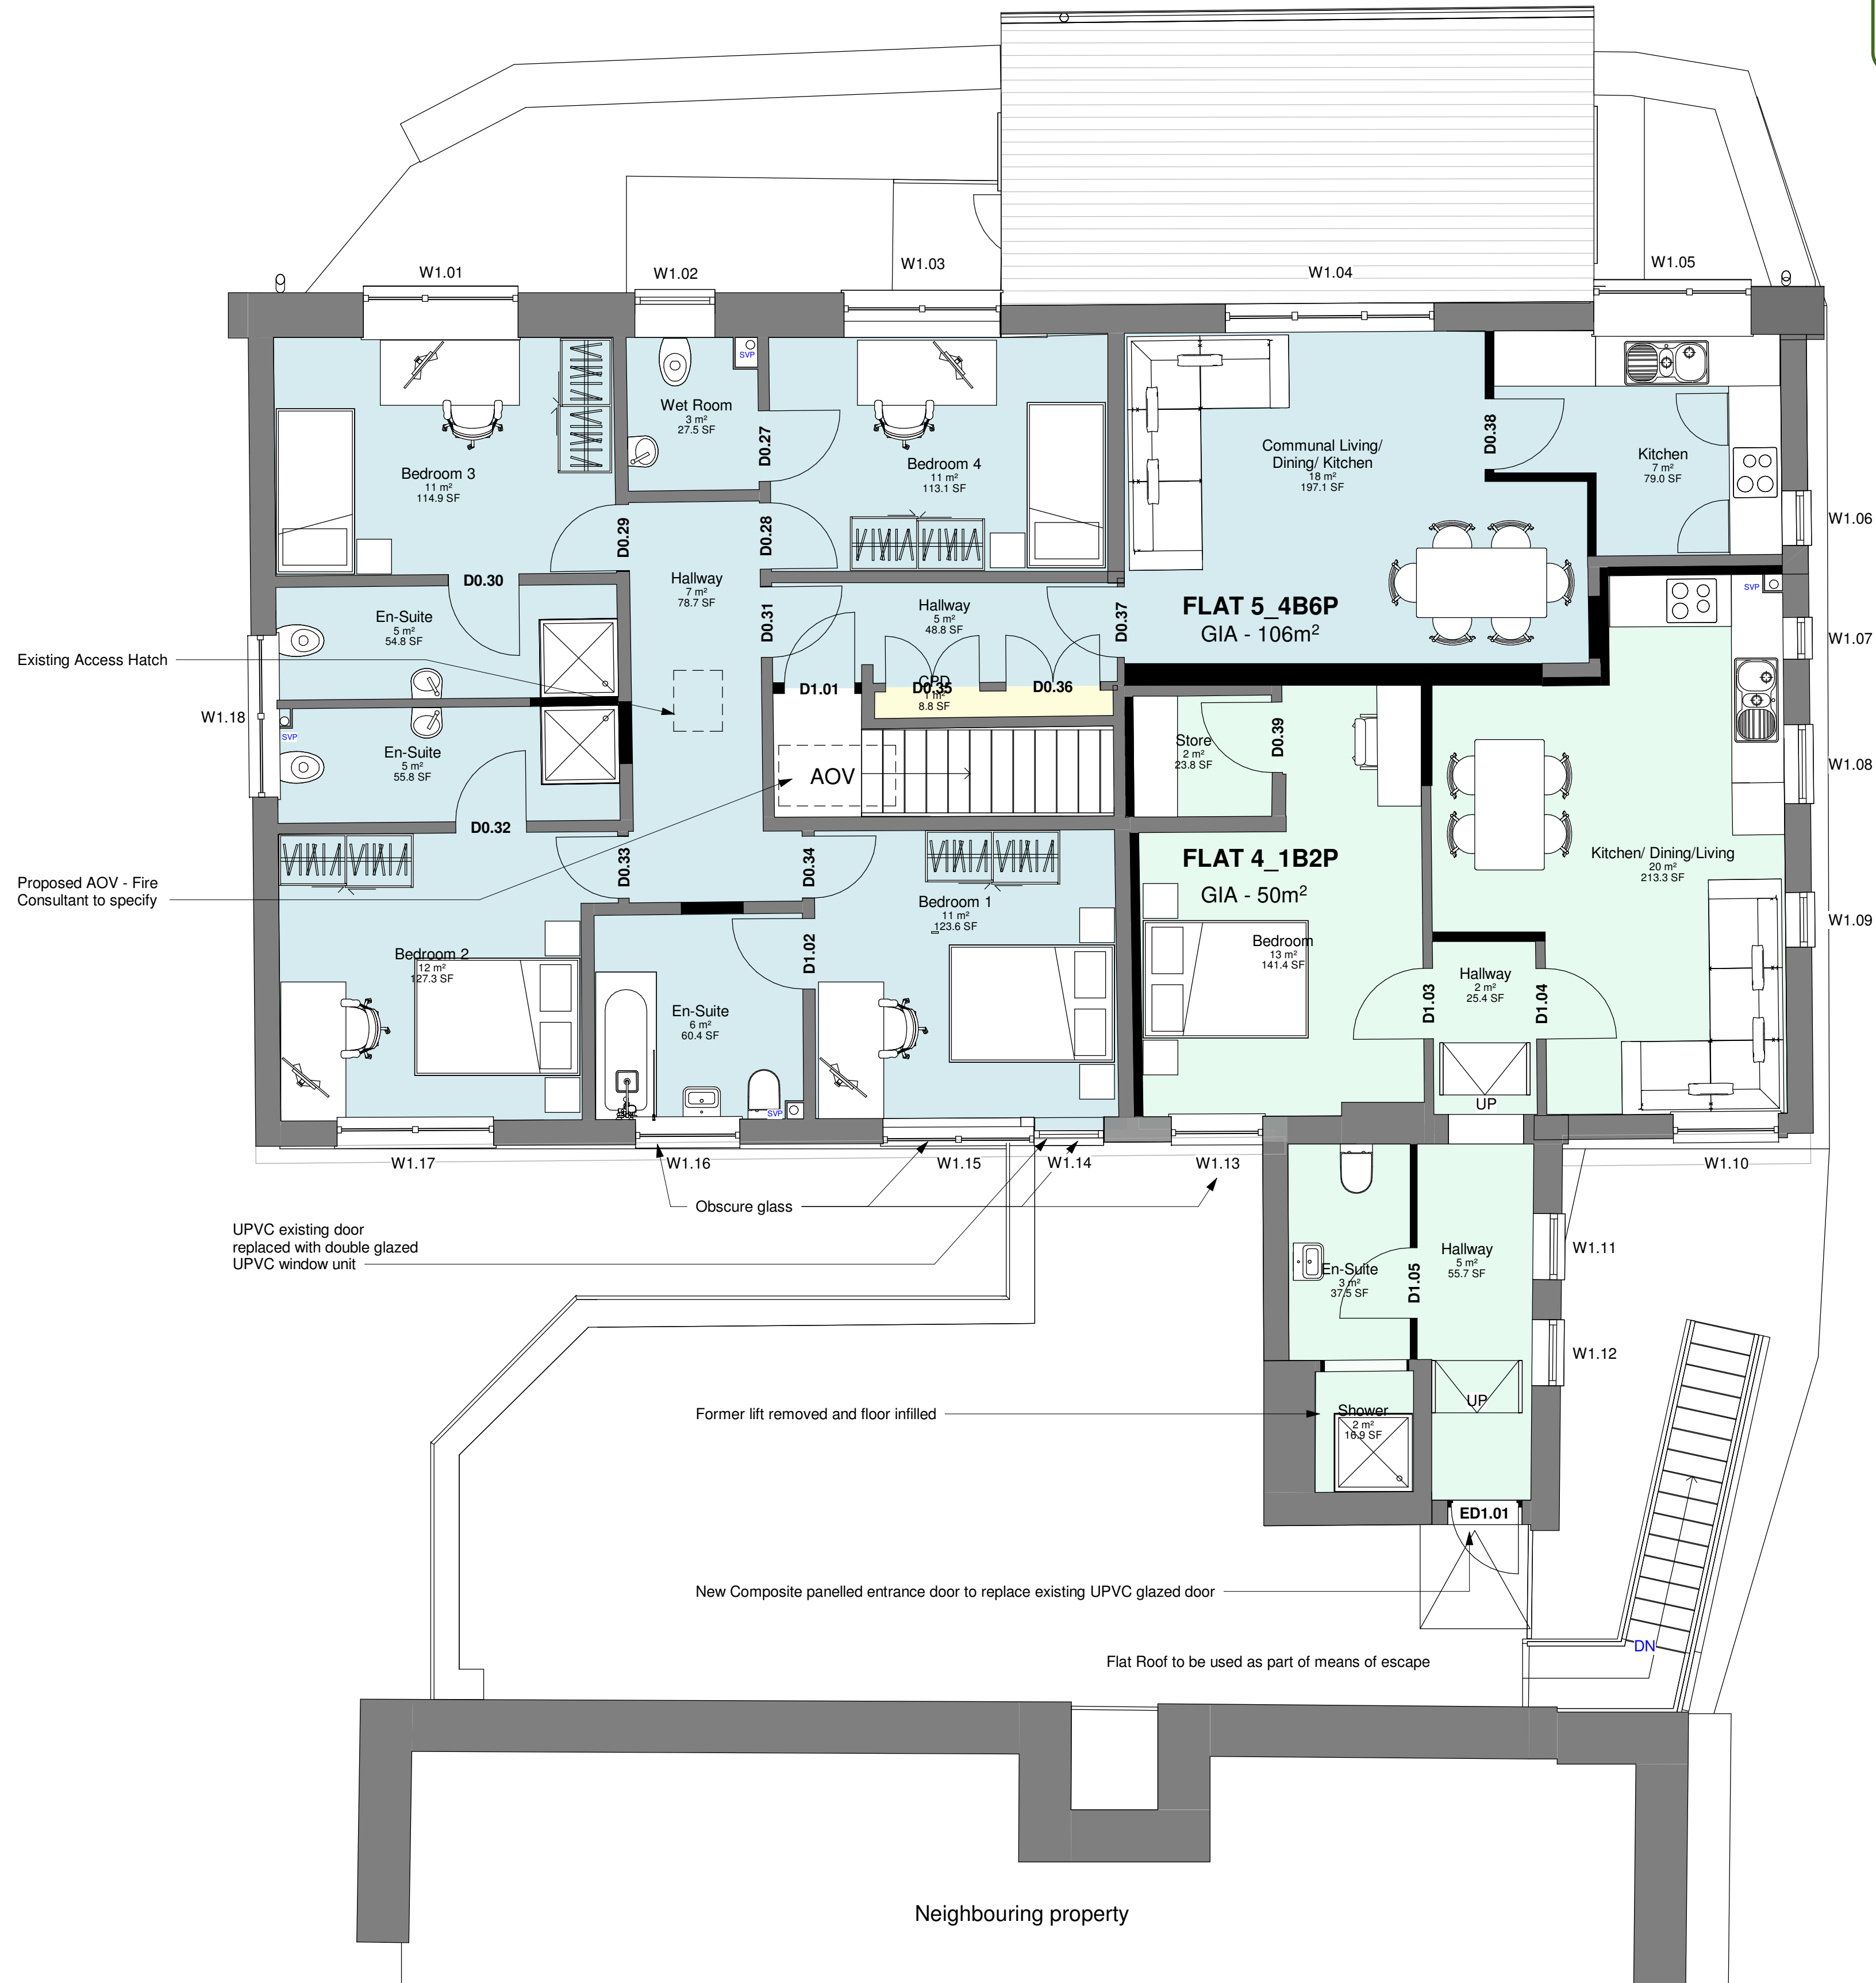 W1.01
W1.02
W1.03
W1.04
W1.05
SVP
Wet Room
3 m²
27.5 SF
D0.27
Bedroom 3
11 m²
114.9 SF
Bedroom 4
11 m²
113.1 SF
Communal Living/
Dining/ Kitchen
18 m²
197.1 SF
D0.38
Kitchen
7 m²
79.0 SF
W1.06
D0.29
D0.28
D0.30
Hallway
7 m²
78.7 SF
D0.31
Hallway
5 m²
48.8 SF
D0.37
FLAT 5_4B6P
GIA - 106m²
SVP
W1.07
En-Suite
5 m²
54.8 SF
Existing Access Hatch
D1.01
CPD
D0.35
1 m²
8.8 SF
D0.36
W1.18
SVP
En-Suite
5 m²
55.8 SF
AOV
Store
2 m²
23.8 SF
D0.39
W1.08
D0.32
D0.33
D0.34
FLAT 4_1B2P
GIA - 50m²
Kitchen/ Dining/Living
20 m²
213.3 SF
Proposed AOV - Fire
Consultant to specify
Bedroom 1
11 m²
123.6 SF
W1.09
Bedroom 2
12 m²
127.3 SF
D1.02
Bedroom
13 m²
141.4 SF
Hallway
2 m²
25.4 SF
D1.03
D1.04
En-Suite
6 m²
60.4 SF
SVP
UP
W1.17
W1.16
W1.15
W1.14
W1.13
W1.10
Obscure glass
UPVC existing door
replaced with double glazed
UPVC window unit
En-Suite
3 m²
37.5 SF
D1.05
Hallway
5 m²
55.7 SF
W1.11
W1.12
Former lift removed and floor infilled
Shower
2 m²
16.9 SF
UP
ED1.01
New Composite panelled entrance door to replace existing UPVC glazed door
Flat Roof to be used as part of means of escape
DN
Neighbouring property